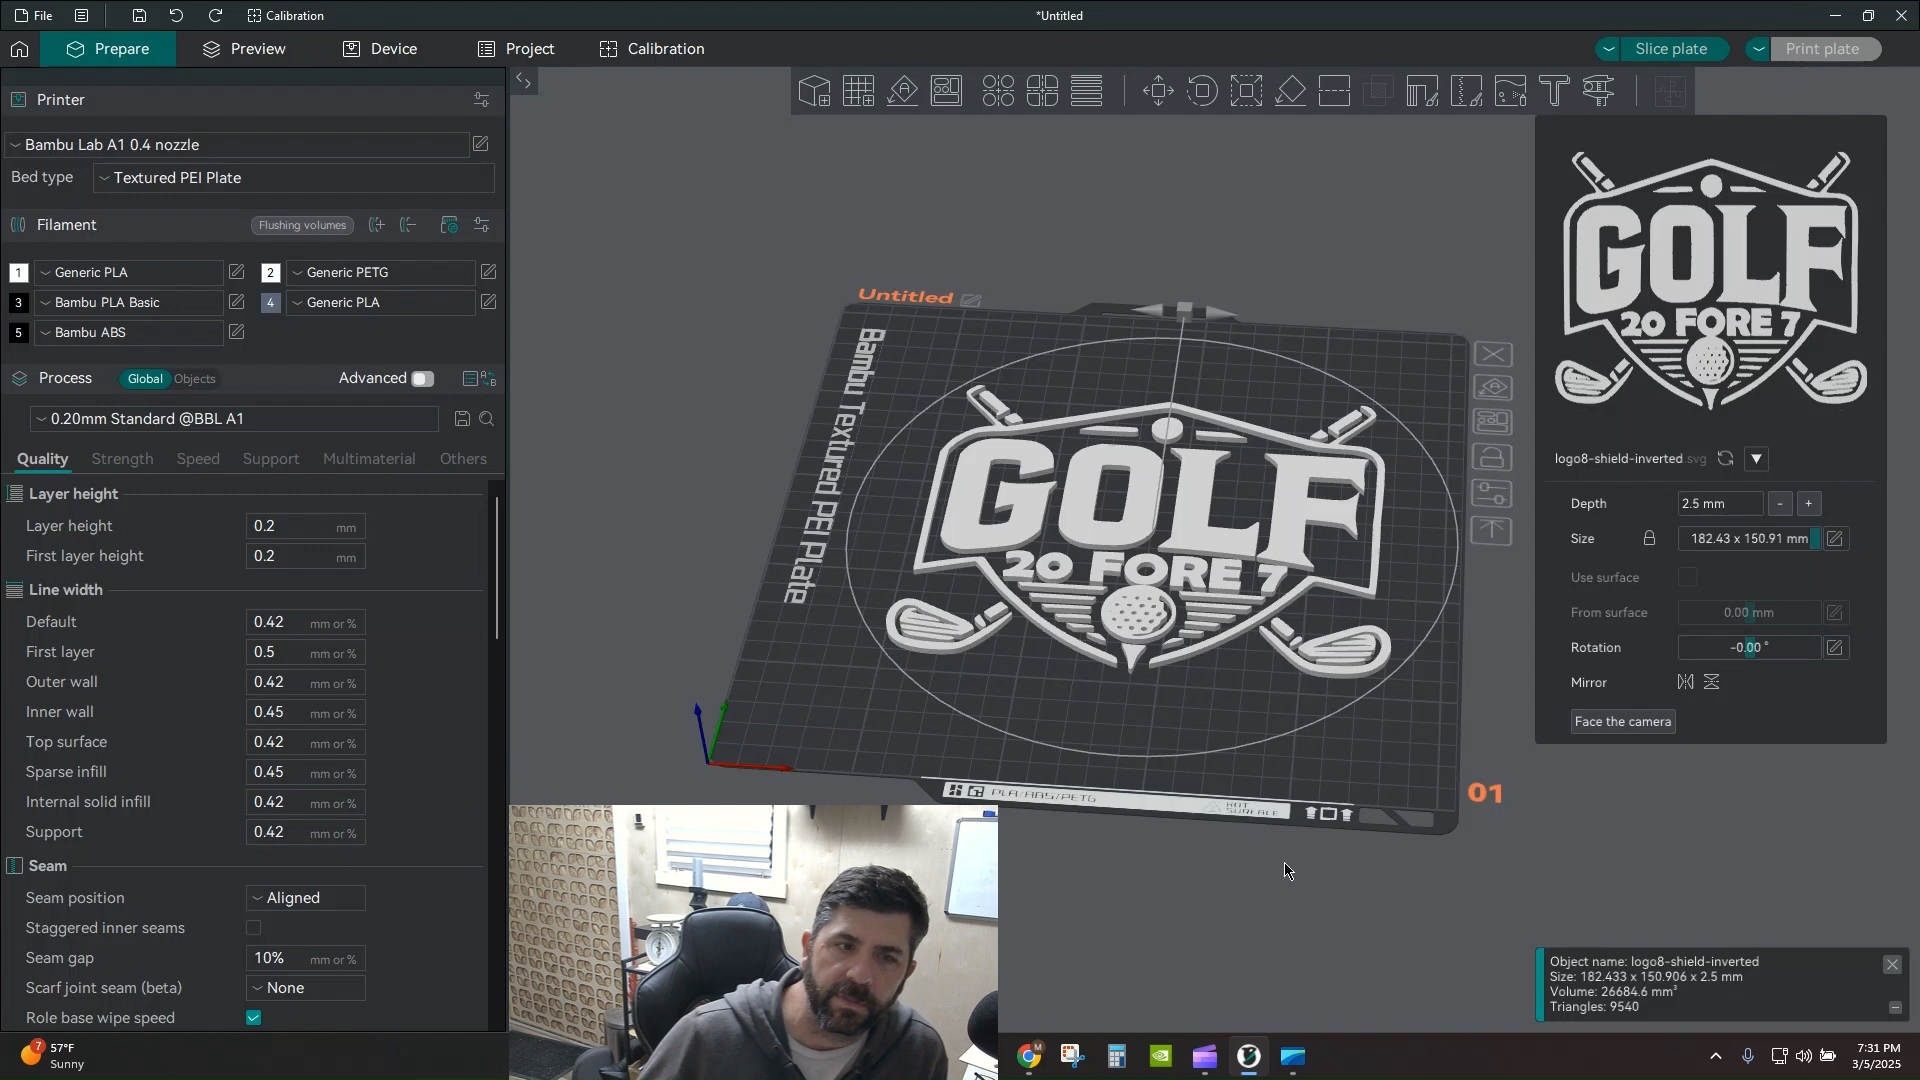 File
Calibration
*Untitled
Prepare
Preview
Device
Project
Calibration
Slice plate
Print plate
Printer
Bambu Lab A1 0.4 nozzle
Bed type
Textured PEI Plate
Filament
Flushing volumes
1 Generic PLA
2 Generic PETG
3 Bambu PLA Basic
4 Generic PLA
5 Bambu ABS
Process
Global
Objects
Advanced
0.20mm Standard @BBL A1
Quality
Strength
Speed
Support
Multimaterial
Others
Layer height
Layer height 0.2 mm
First layer height 0.2 mm
Line width
Default 0.42 mm or %
First layer 0.5 mm or %
Outer wall 0.42 mm or %
Inner wall 0.45 mm or %
Top surface 0.42 mm or %
Sparse infill 0.45 mm or %
Internal solid infill 0.42 mm or %
Support 0.42 mm or %
Seam
Seam position Aligned
Staggered inner seams
Seam gap 10% mm or %
Scarf joint seam (beta) None
Role base wipe speed
Untitled
Bambu Textured PEI Plate
GOLF
20 FORE 7
PLA/ABS/PETG
HOT
SURFACE
01
GOLF
20 FORE 7
logo8-shield-inverted.svg
Depth 2.5 mm - +
Size 182.43 x 150.91 mm
Use surface
From surface 0.00 mm
Rotation -0.00 °
Mirror
Face the camera
Object name: logo8-shield-inverted
Size: 182.433 x 150.906 x 2.5 mm
Volume: 26684.6 mm³
Triangles: 9540
7
57°F
Sunny
M
7:31 PM
3/5/2025